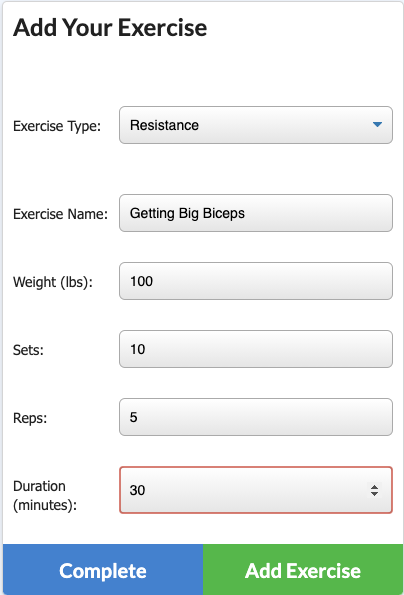 Add Your Exercise
Exercise Type: Resistance
Exercise Name: Getting Big Biceps
Weight (lbs): 100
Sets: 10
Reps: 5
Duration (minutes): 30
Complete Add Exercise